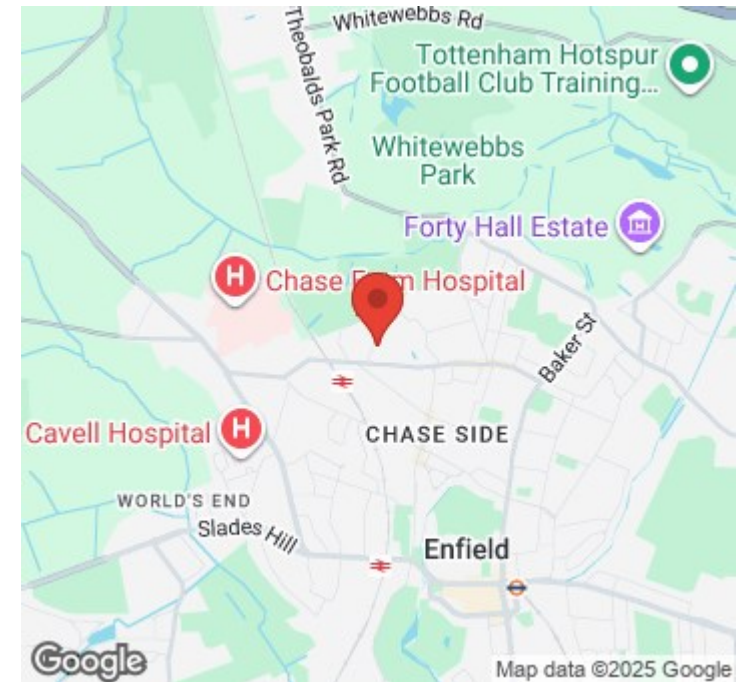 Whitewebbs Rd
Theobalds Park Rd
Tottenham Hotspur
Football Club Training...
Whitewebbs
Park
Forty Hall Estate
H
Chase Farm Hospital
Baker St
Cavell Hospital
H
CHASE SIDE
WORLD'S END
Slades Hill
Enfield
Google
Map data ©2025 Google